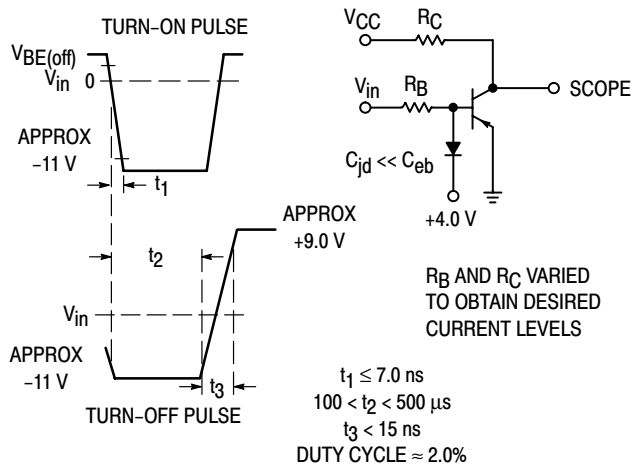 TURN–ON PULSE
VBE(off)
Vin 0
APPROX
–11 V
t1
VCC
RC
Vin
RB
SCOPE
Cjd << Ceb
+4.0 V
APPROX
+9.0 V
t2
Vin
APPROX
–11 V
t3
TURN–OFF PULSE
RB AND RC VARIED
TO OBTAIN DESIRED
CURRENT LEVELS
t1 ≤ 7.0 ns
100 < t2 < 500 μs
t3 < 15 ns
DUTY CYCLE ≈ 2.0%